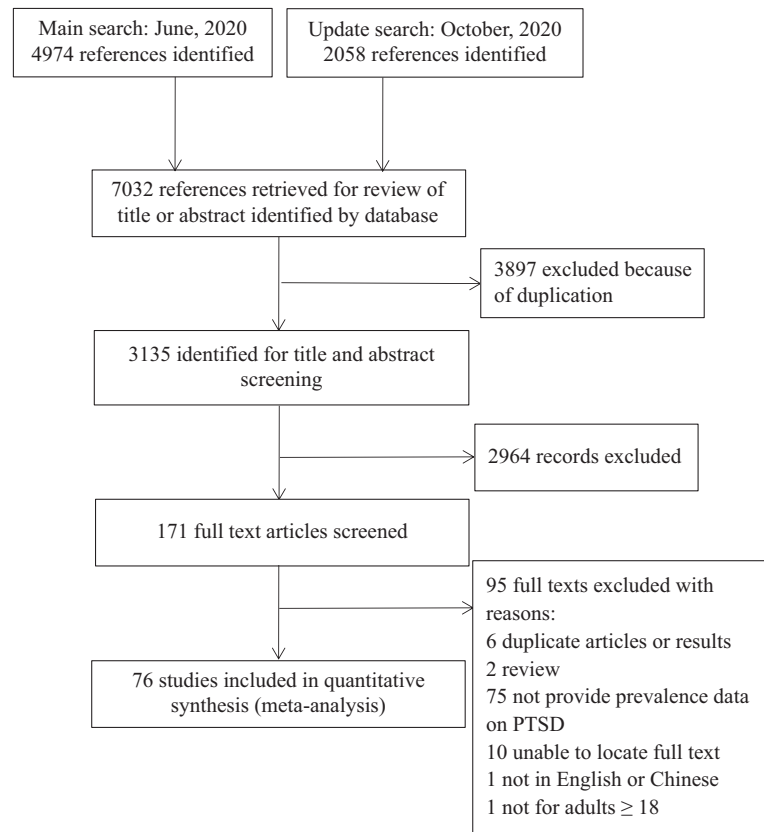 Main search: June, 2020
4974 references identified
Update search: October, 2020
2058 references identified
7032 references retrieved for review of
title or abstract identified by database
3897 excluded because
of duplication
3135 identified for title and abstract
screening
2964 records excluded
171 full text articles screened
95 full texts excluded with
reasons:
6 duplicate articles or results
2 review
75 not provide prevalence data
on PTSD
10 unable to locate full text
1 not in English or Chinese
1 not for adults ≥ 18
76 studies included in quantitative
synthesis (meta-analysis)